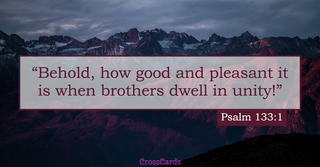 “Behold, how good and pleasant it
is when brothers dwell in unity!”
Psalm 133:1
CrossCards